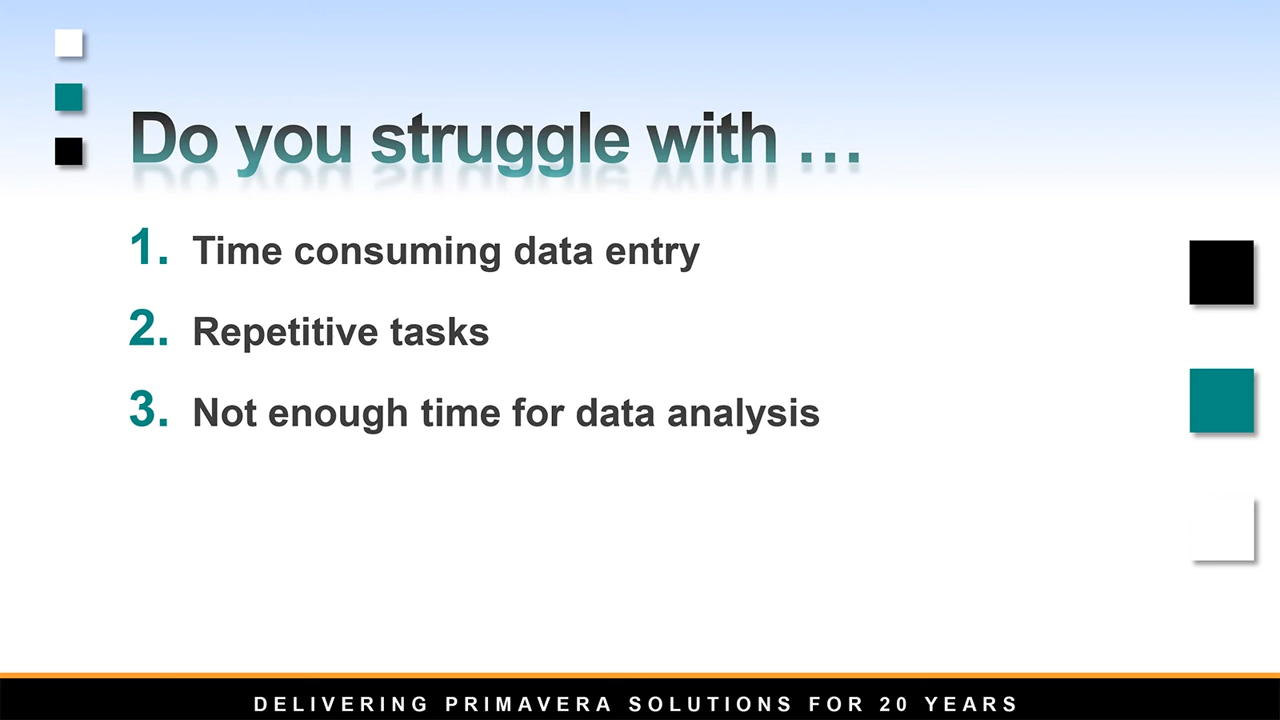 Do you struggle with …
1. Time consuming data entry
2. Repetitive tasks
3. Not enough time for data analysis
DELIVERING PRIMAVERA SOLUTIONS FOR 20 YEARS